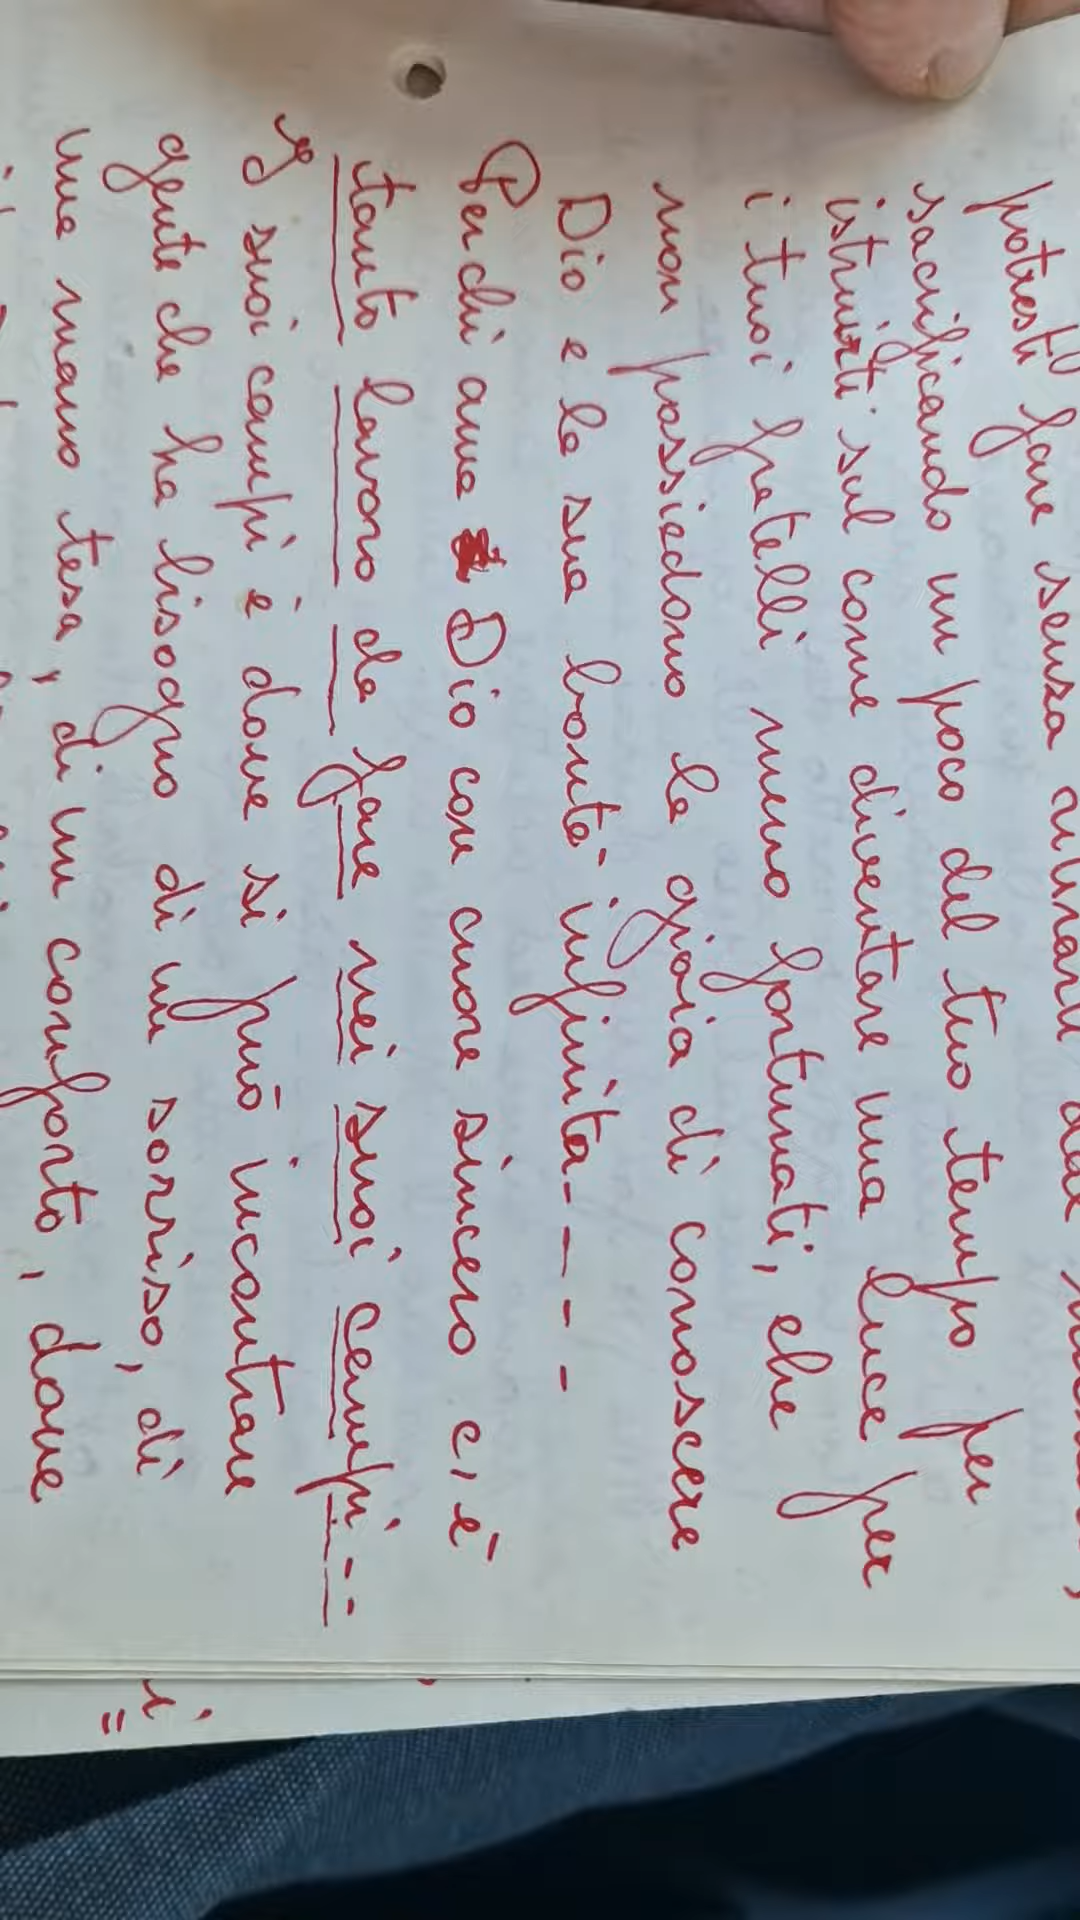 potresti fare senza
sacrificando un poco del tuo tempo per
istruirti sul come diventare una luce per
i tuoi fratelli meno fortunati, che
non possiedono la gioia di conoscere
Dio e la sua bontà infinita - - - -
Per chi ama Dio con cuore sincero c'è
tanto lavoro da fare nei suoi campi - -
I suoi campi è dove si può incontrare
gente che ha bisogno di un sorriso, di
una mano tesa, di un conforto, dove